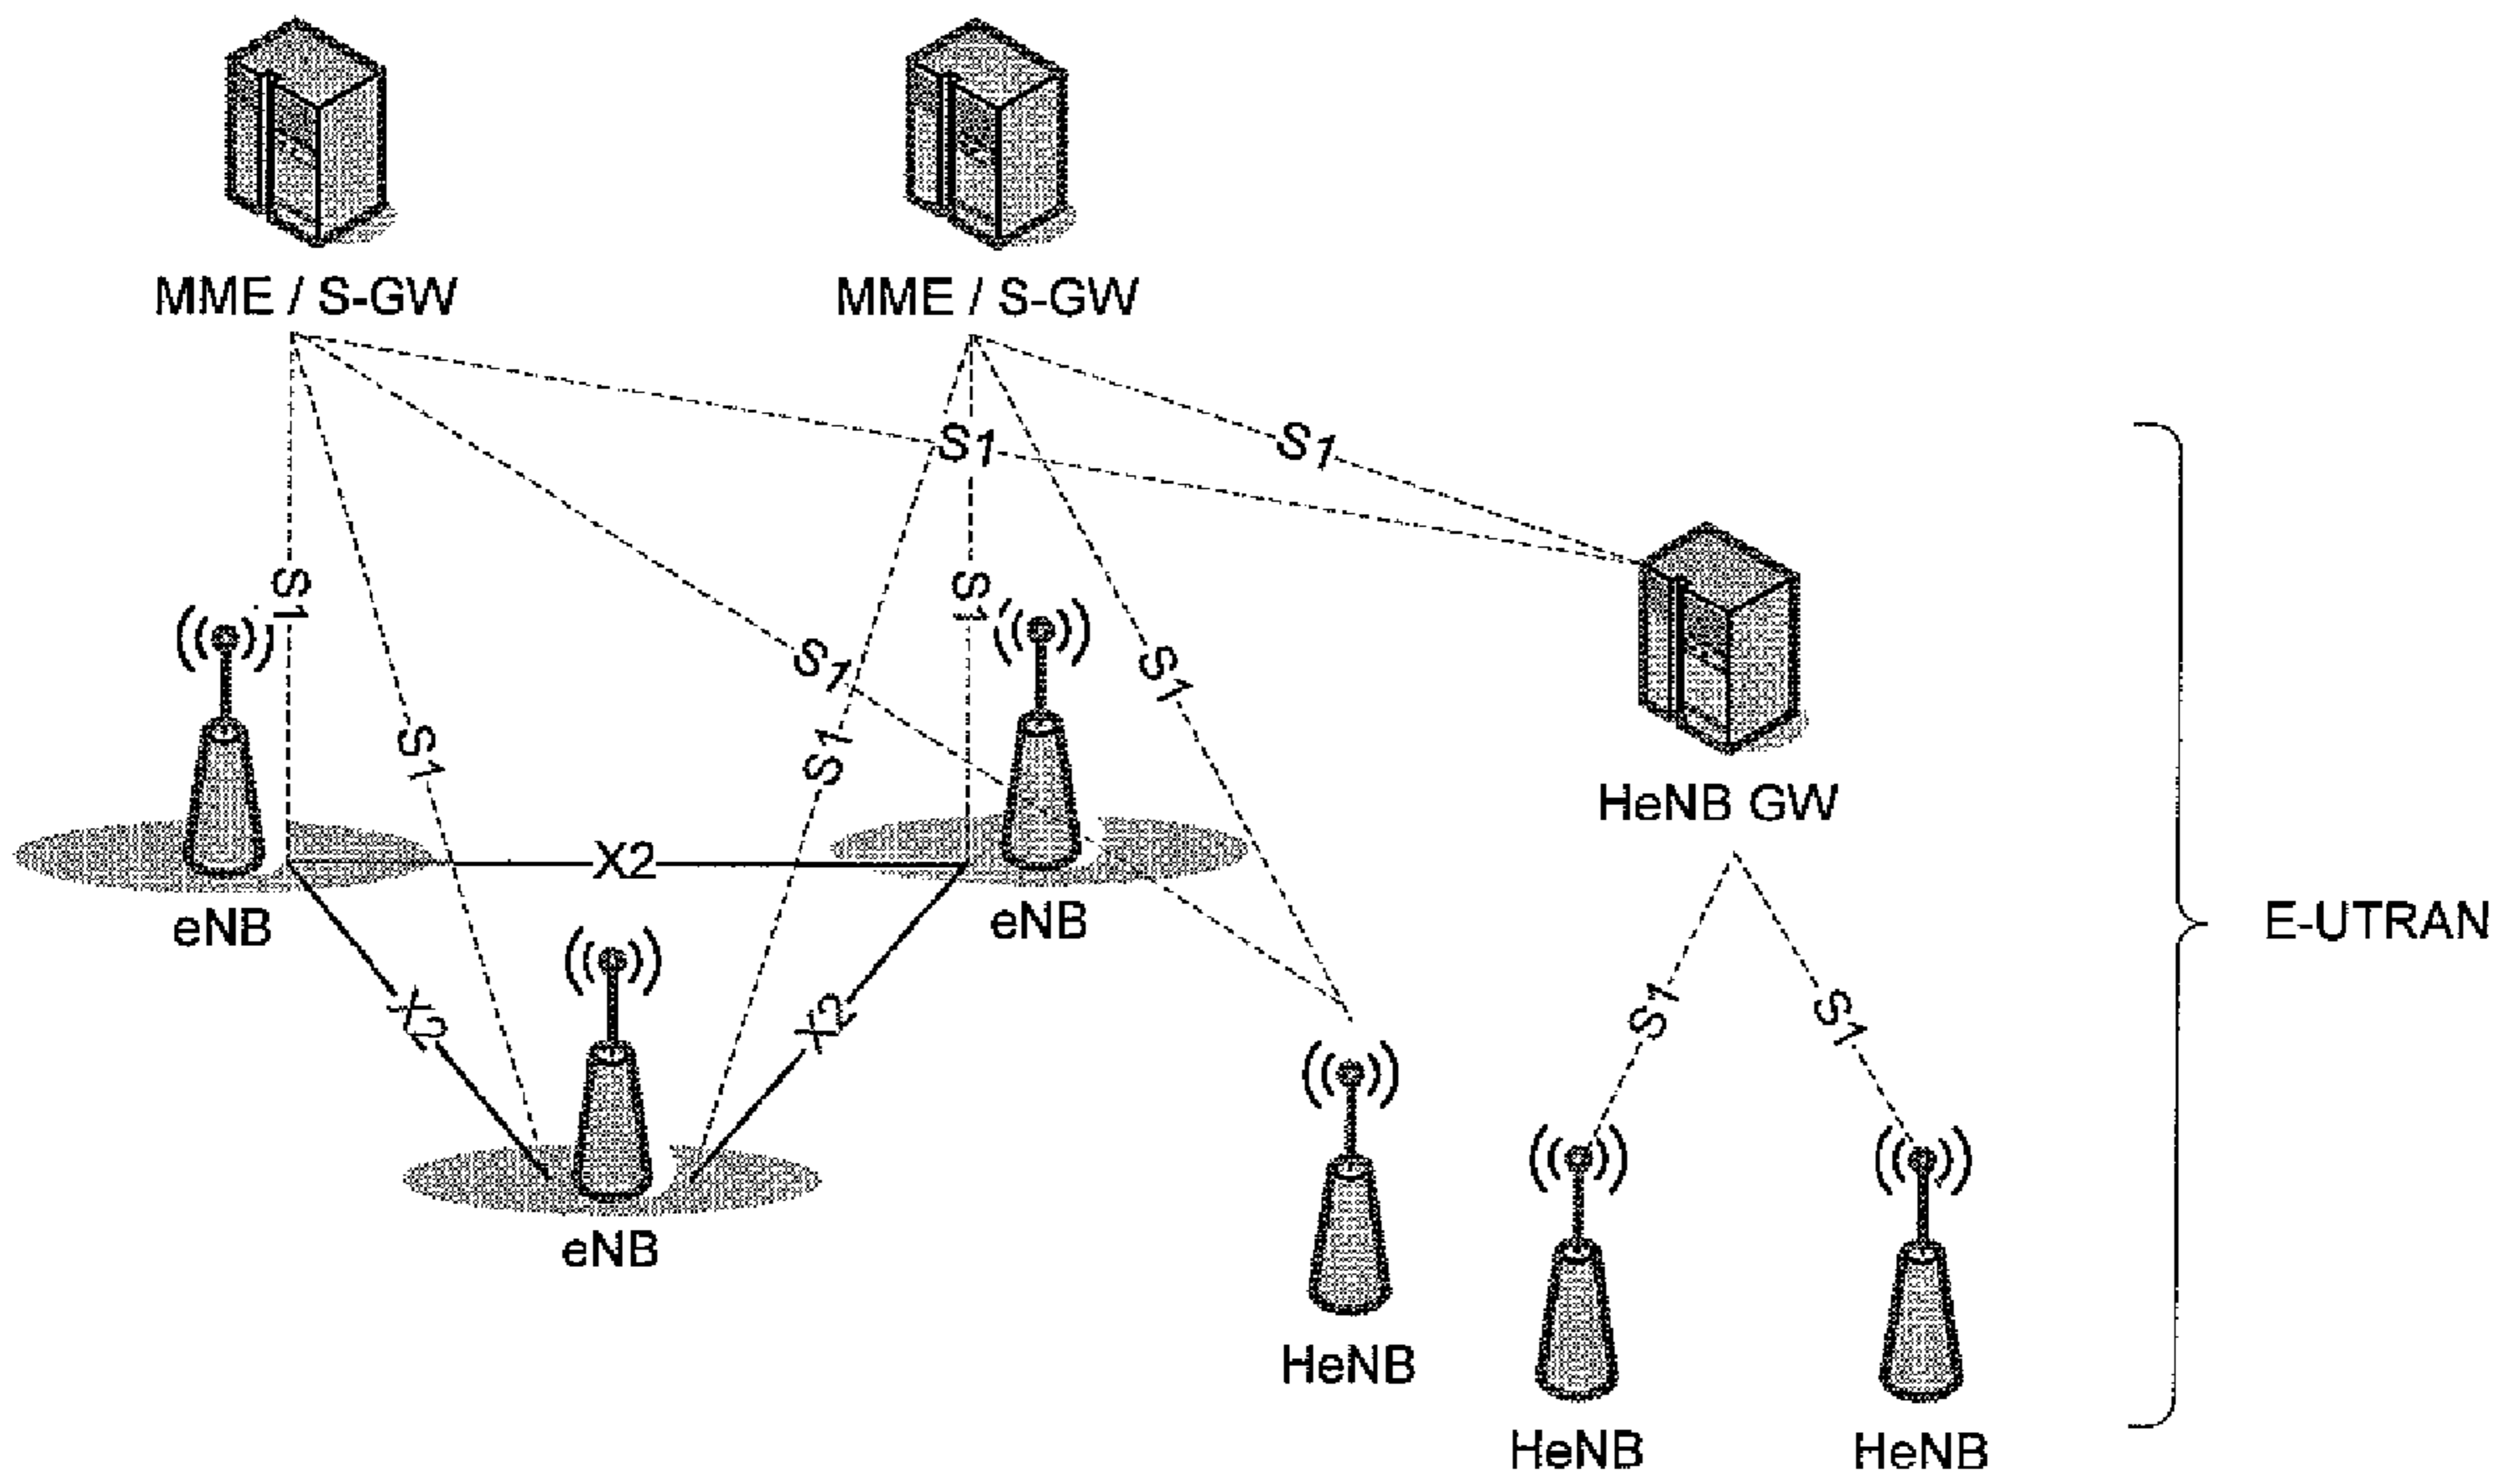 MME / S-GW
MME / S-GW
S1
S1
S1
S1
S1
S1
S1
S1
HeNB GW
X2
eNB
eNB
E-UTRAN
X2
X2
S1
S1
eNB
HeNB
HeNB
HeNB